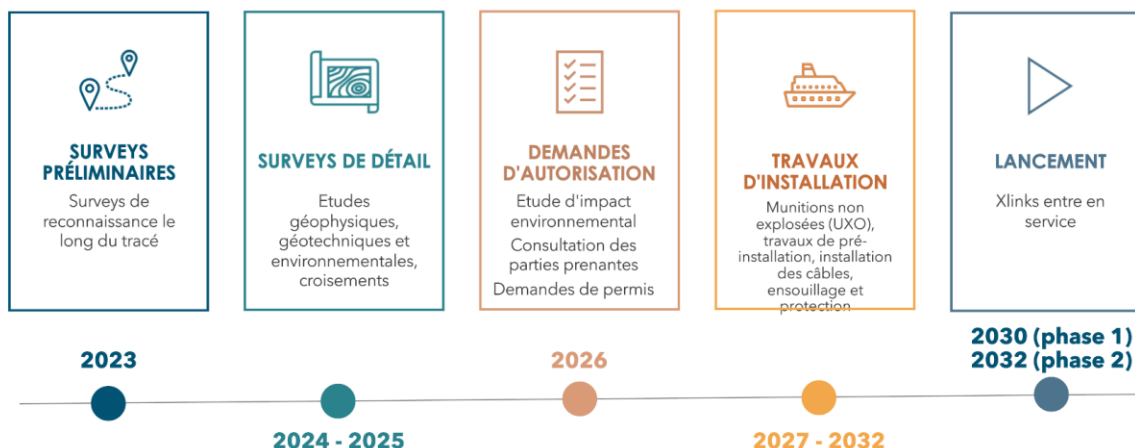 SURVEYS
PRÉLIMINAIRES
Surveys de
reconnaissance le
long du tracé
SURVEYS DE DÉTAIL
Etudes
géophysiques,
géotechniques et
environnementales,
croisements
DEMANDES
D'AUTORISATION
Etude d'impact
environnemental
Consultation des
parties prenantes
Demandes de permis
TRAVAUX
D'INSTALLATION
Munitions non
explosées (UXO),
travaux de pré-
installation, installation
des câbles,
ensouillage et
protection
LANCEMENT
Xlinks entre en
service
2023
2024 - 2025
2026
2027 - 2032
2030 (phase 1)
2032 (phase 2)